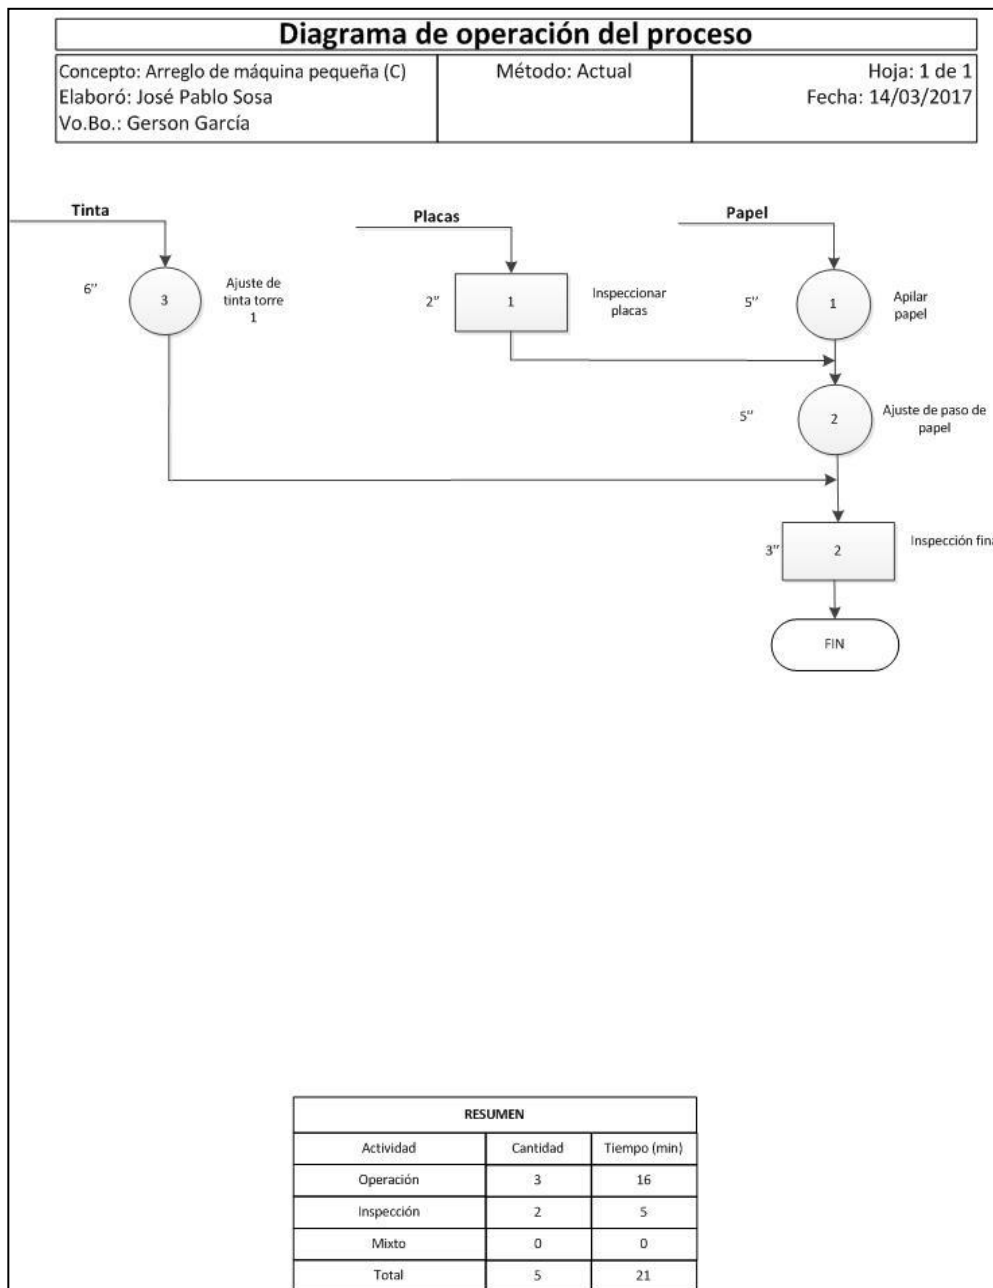 Diagrama de operación del proceso
Concepto: Arreglo de máquina pequeña (C)
Elaboró: José Pablo Sosa
Vo.Bo.: Gerson García
Método: Actual
Hoja: 1 de 1
Fecha: 14/03/2017
Tinta
Placas
Papel
6’’
3
Ajuste de
tinta torre
1
2’’
1
Inspeccionar
placas
5’’
1
Apilar
papel
5’’
2
Ajuste de paso de
papel
3’’
2
Inspección fina
FIN
RESUMEN
Actividad Cantidad Tiempo (min)
Operación 3 16
Inspección 2 5
Mixto 0 0
Total 5 21